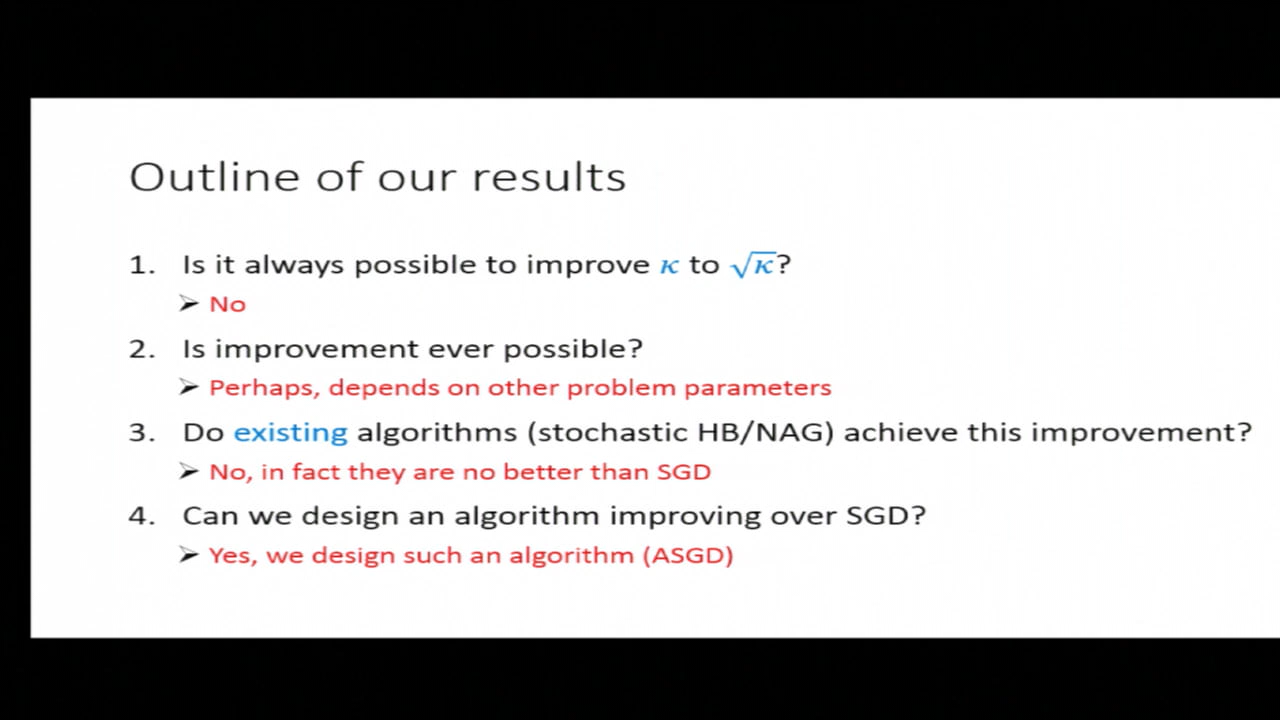 Outline of our results
1. Is it always possible to improve κ to √κ?
➢ No
2. Is improvement ever possible?
➢ Perhaps, depends on other problem parameters
3. Do existing algorithms (stochastic HB/NAG) achieve this improvement?
➢ No, in fact they are no better than SGD
4. Can we design an algorithm improving over SGD?
➢ Yes, we design such an algorithm (ASGD)